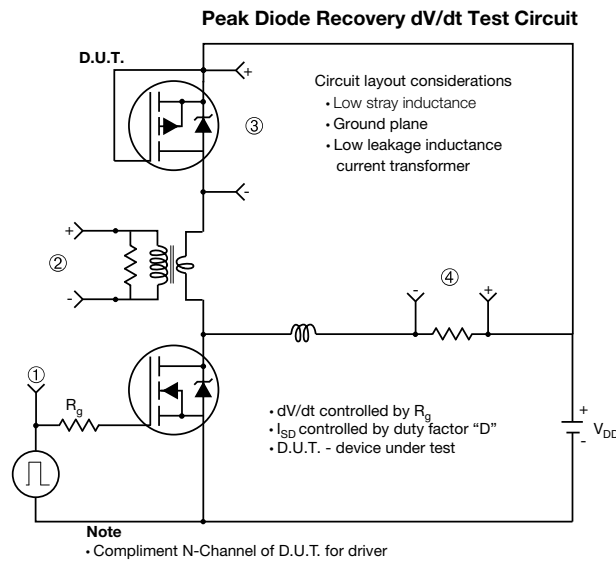 Peak Diode Recovery dV/dt Test Circuit
D.U.T.
+
Circuit layout considerations
• Low stray inductance
③
• Ground plane
• Low leakage inductance
current transformer
-
+
②
-
④
-
+
①
Rg
• dV/dt controlled by Rg
• ISD controlled by duty factor “D”
• D.U.T. - device under test
+
VDD
-
Note
• Compliment N-Channel of D.U.T. for driver